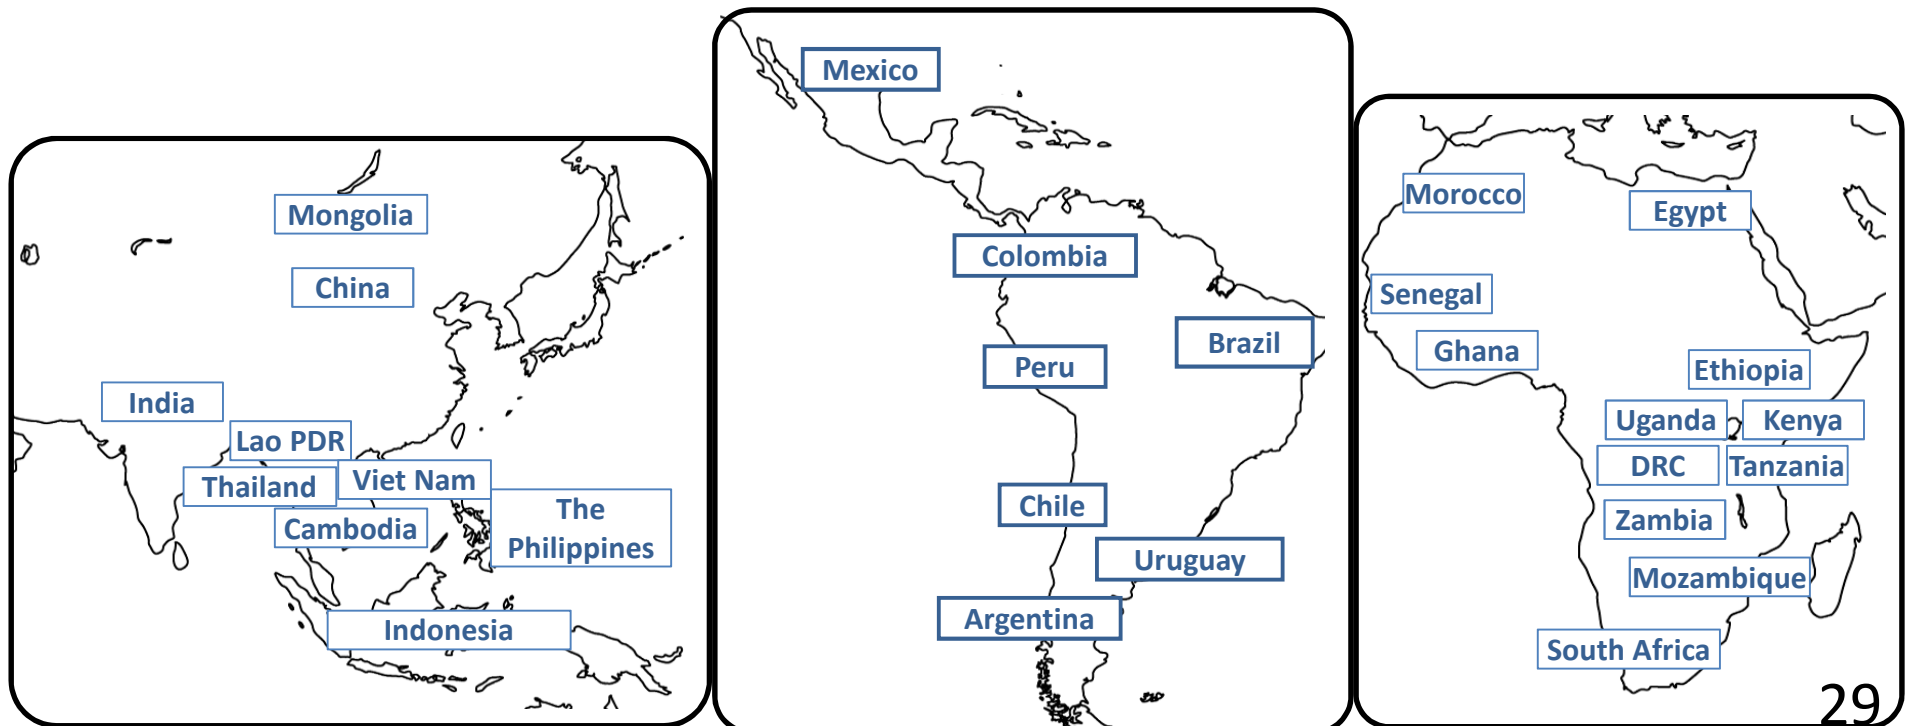 Mongolia
China
India
Lao PDR
Thailand
Viet Nam
Cambodia
The
Philippines
Indonesia
Mexico
Colombia
Brazil
Peru
Chile
Uruguay
Argentina
Morocco
Egypt
Senegal
Ghana
Ethiopia
Uganda
Kenya
DRC
Tanzania
Zambia
Mozambique
South Africa
29